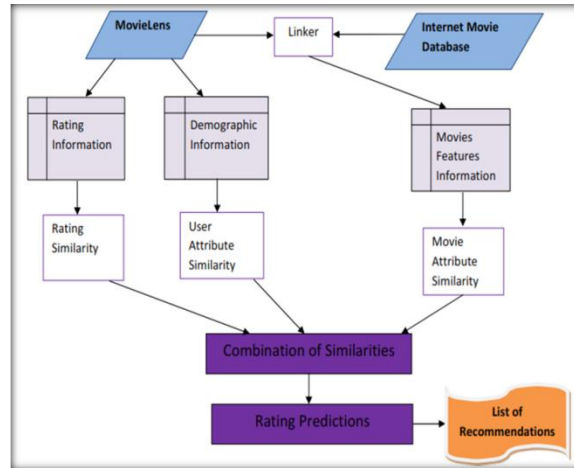 MovieLens
Linker
Internet Movie
Database
Rating
Information
Demographic
Information
Movies
Features
Information
Rating
Similarity
User
Attribute
Similarity
Movie
Attribute
Similarity
Combination of Similarities
Rating Predictions
List of
Recommendations